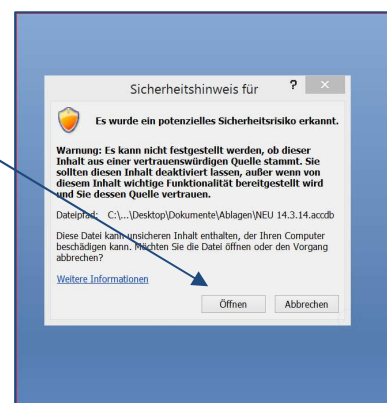 Sicherheitshinweis für ?
Es wurde ein potenzielles Sicherheitsrisiko erkannt.
Warnung: Es kann nicht festgestellt werden, ob dieser
Inhalt aus einer vertrauenswürdigen Quelle stammt. Sie
sollten diesen Inhalt deaktiviert lassen, außer wenn von
diesem Inhalt wichtige Funktionalität bereitgestellt wird
und Sie dessen Quelle vertrauen.
Dateipfad: C:\...\Desktop\Dokumente\Ablagen\NEU 14.3.14.accdb
Diese Datei kann unsicheren Inhalt enthalten, der Ihren Computer
beschädigen kann. Möchten Sie die Datei öffnen oder den Vorgang
abbrechen?
Weitere Informationen
Öffnen Abbrechen